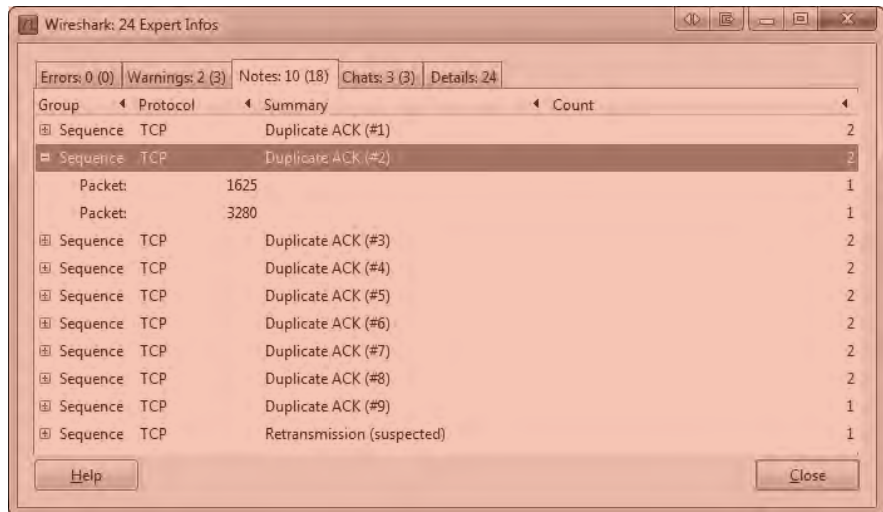 Wireshark: 24 Expert Infos
Errors: 0 (0) Warnings: 2 (3) Notes: 10 (18) Chats: 3 (3) Details: 24
Group Protocol Summary Count
Sequence TCP Duplicate ACK (#1) 2
Sequence TCP Duplicate ACK (#2) 2
Packet: 1625 1
Packet: 3280 1
Sequence TCP Duplicate ACK (#3) 2
Sequence TCP Duplicate ACK (#4) 2
Sequence TCP Duplicate ACK (#5) 2
Sequence TCP Duplicate ACK (#6) 2
Sequence TCP Duplicate ACK (#7) 2
Sequence TCP Duplicate ACK (#8) 2
Sequence TCP Duplicate ACK (#9) 1
Sequence TCP Retransmission (suspected) 1
Help Close